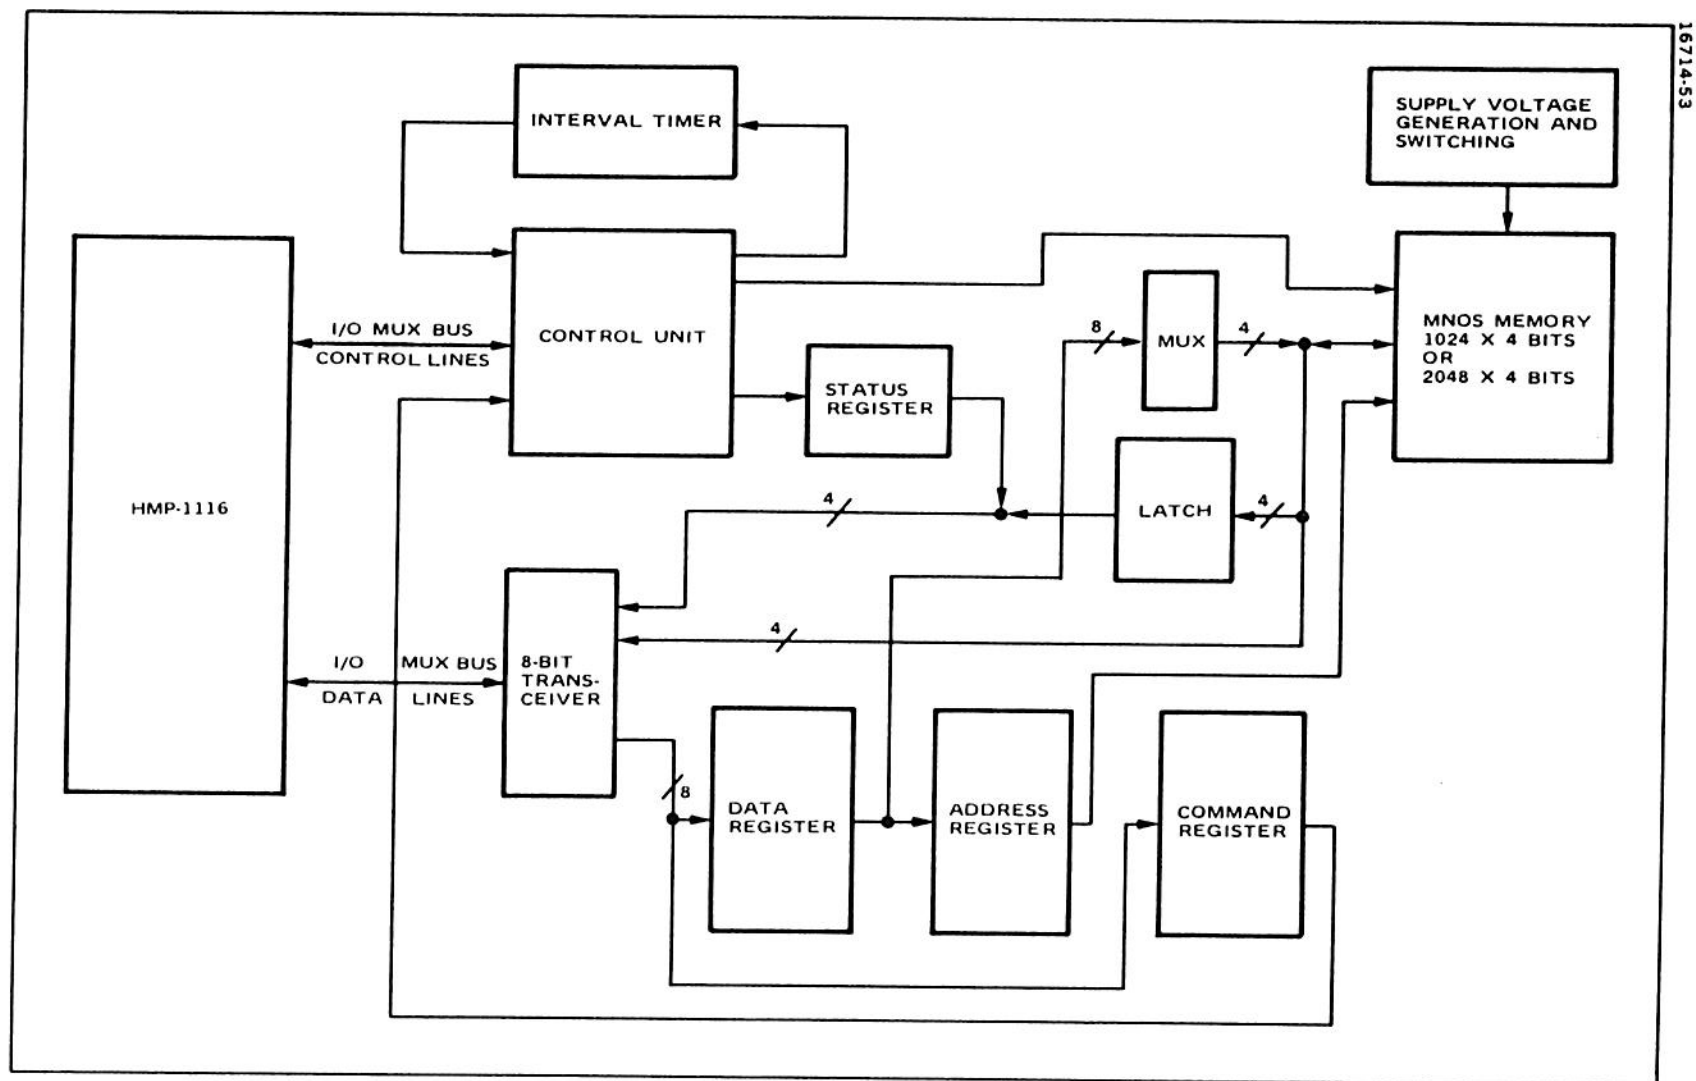 16714-53
INTERVAL TIMER
SUPPLY VOLTAGE
GENERATION AND
SWITCHING
I/O MUX BUS
CONTROL LINES
CONTROL UNIT
8
MUX
4
MNOS MEMORY
1024 X 4 BITS
OR
2048 X 4 BITS
STATUS
REGISTER
HMP-1116
4
LATCH
4
4
I/O MUX BUS
DATA LINES
8-BIT
TRANS-
CEIVER
8
DATA
REGISTER
ADDRESS
REGISTER
COMMAND
REGISTER